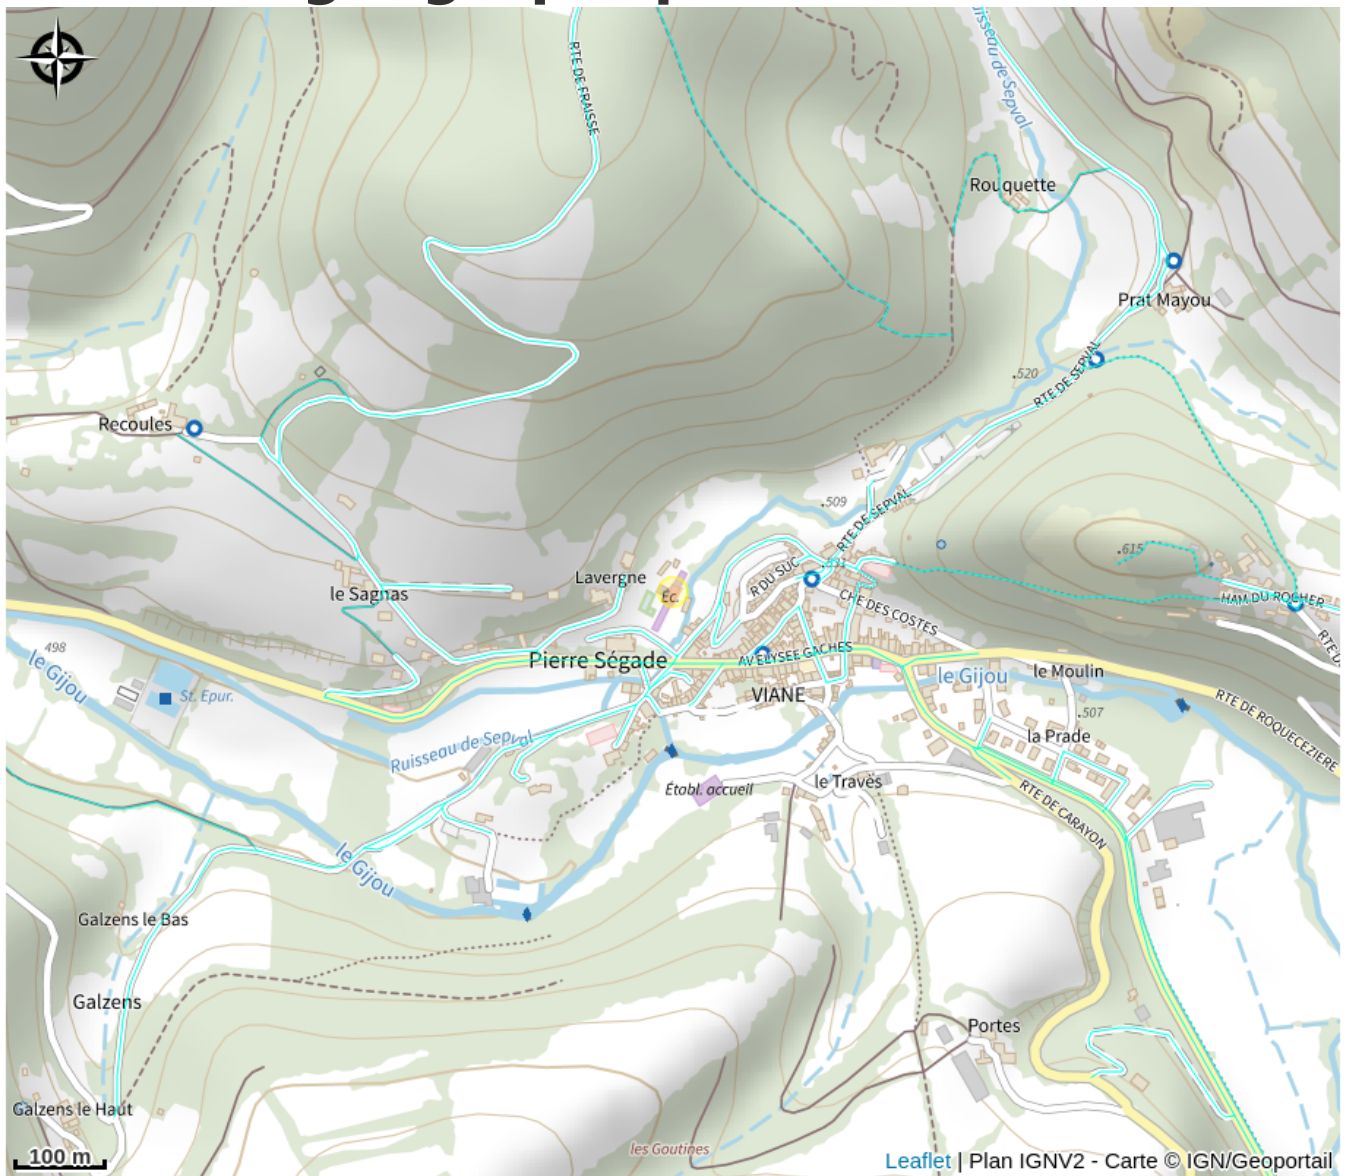 RTE DE FRAISSE
Ruisseau de Sepval
Rouquette
Prat Mayou
.520
RTE DE SEPVAL
Recoules
.509
RTE DE SEPVAL
.615
Lavergne
R DU SUC
le Sagnas
Éc.
CHE DES COSTES
HAM DU ROCHER
498
le Gijou
Pierre Ségade
AV ELYSEE GACHES
le Gijou
le Moulin
St. Epur.
VIANE
RTE DE ROQUECEZIERE
.507
Ruisseau de Sepval
la Prade
Établ. accueil
le Travès
RTE DE CARAYON
le Gijou
Galzens le Bas
Galzens
Portes
Galzens le Haut
les Goutines
100 m
Leaflet | Plan IGNV2 - Carte © IGN/Geoportail